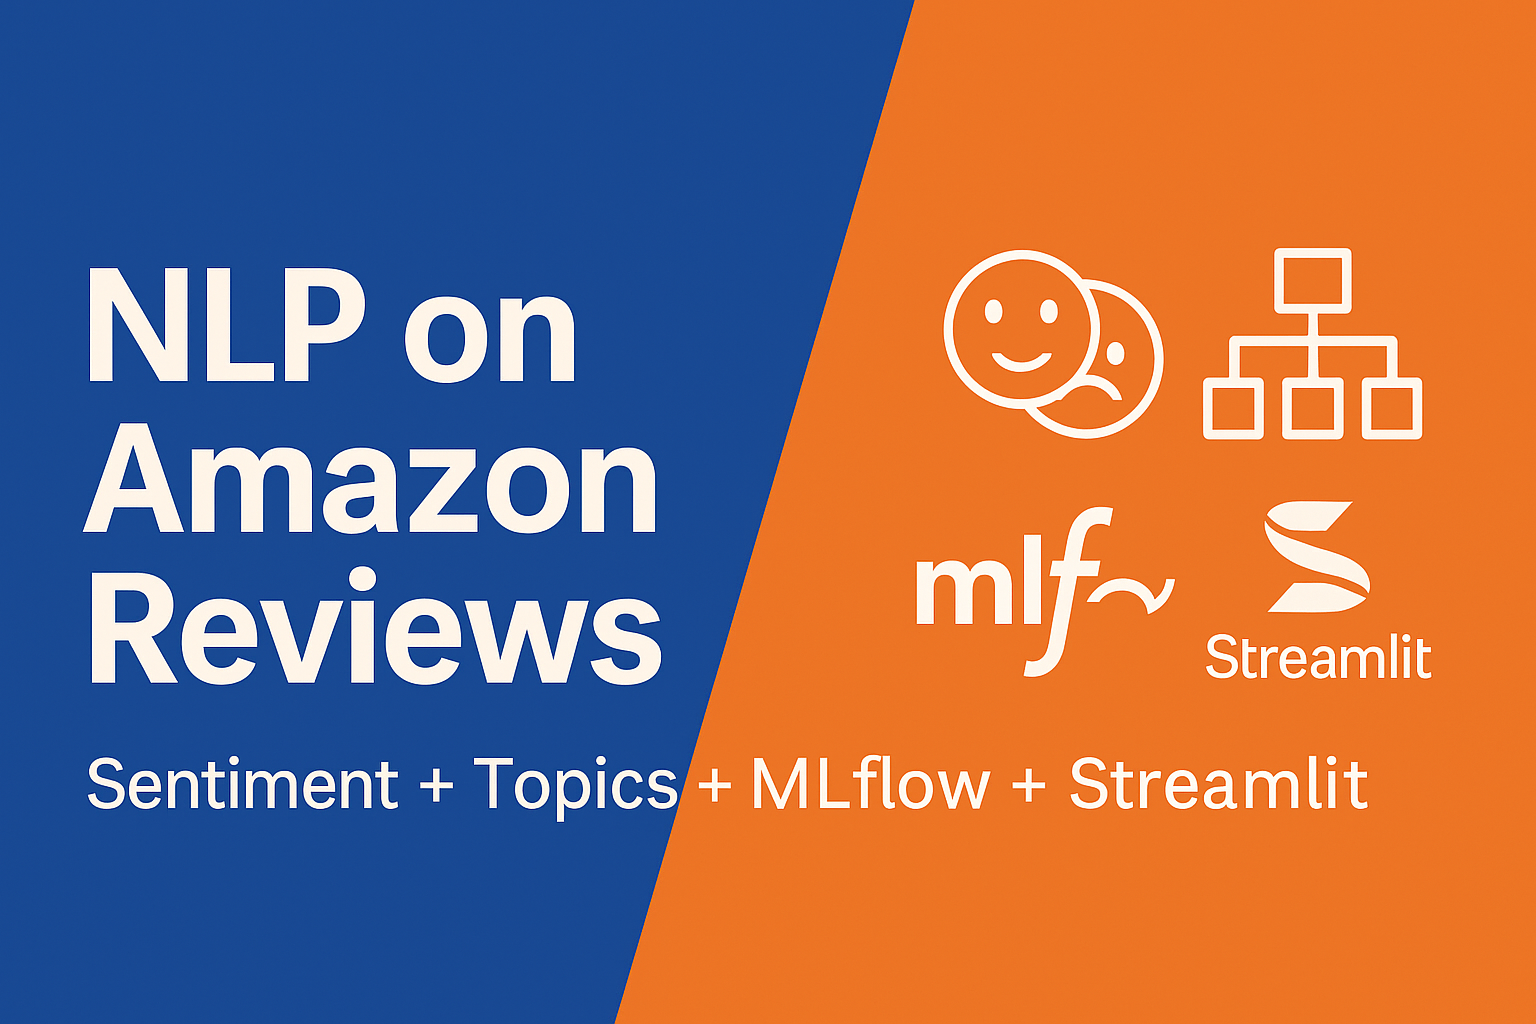 NLP on
Amazon
Reviews
mlf
Streamlit
Sentiment + Topics + MLflow + Streamlit